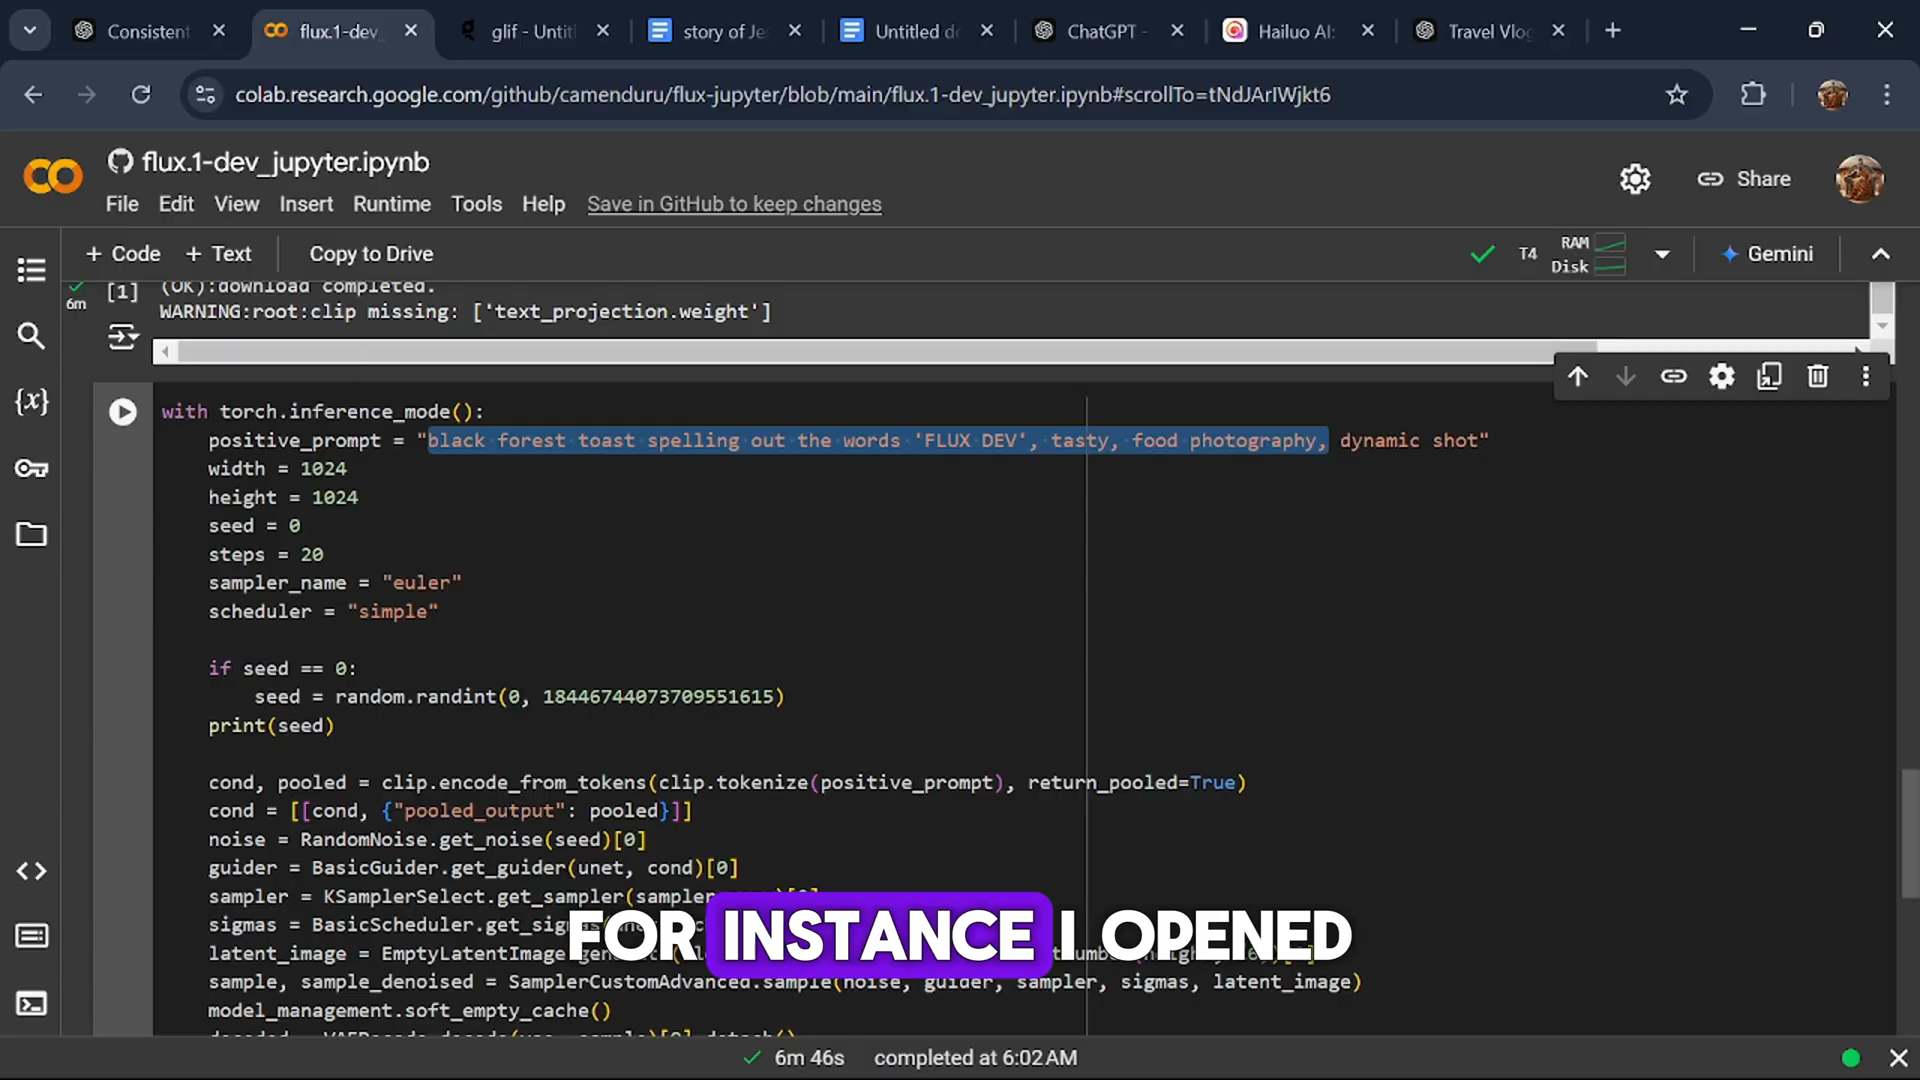 Consistent
flux.1-dev_
glif - Untit
story of Je
Untitled d
ChatGPT -
Hailuo AI:
Travel Vlog
colab.research.google.com/github/camenduru/flux-jupyter/blob/main/flux.1-dev_jupyter.ipynb#scrollTo=tNdJArIWjkt6
flux.1-dev_jupyter.ipynb
File Edit View Insert Runtime Tools Help Save in GitHub to keep changes
Share
+ Code + Text Copy to Drive
T4 RAM
Disk
Gemini
6m
[1] (OK):download completed.
WARNING:root:clip missing: ['text_projection.weight']
with torch.inference_mode():
positive_prompt = "black forest toast spelling out the words 'FLUX DEV', tasty, food photography, dynamic shot"
width = 1024
height = 1024
seed = 0
steps = 20
sampler_name = "euler"
scheduler = "simple"
if seed == 0:
seed = random.randint(0, 18446744073709551615)
print(seed)
cond, pooled = clip.encode_from_tokens(clip.tokenize(positive_prompt), return_pooled=True)
cond = [[cond, {"pooled_output": pooled}]]
noise = RandomNoise.get_noise(seed)[0]
guider = BasicGuider.get_guider(unet, cond)[0]
sampler = KSamplerSelect.get_sampler(sampler
sigmas = BasicScheduler.get_sigmas
FOR INSTANCE I OPENED
latent_image = EmptyLatentImage
sample, sample_denoised = SamplerCustomAdvanced.sample(noise, guider, sampler, sigmas, latent_image)
model_management.soft_empty_cache()
6m 46s completed at 6:02 AM